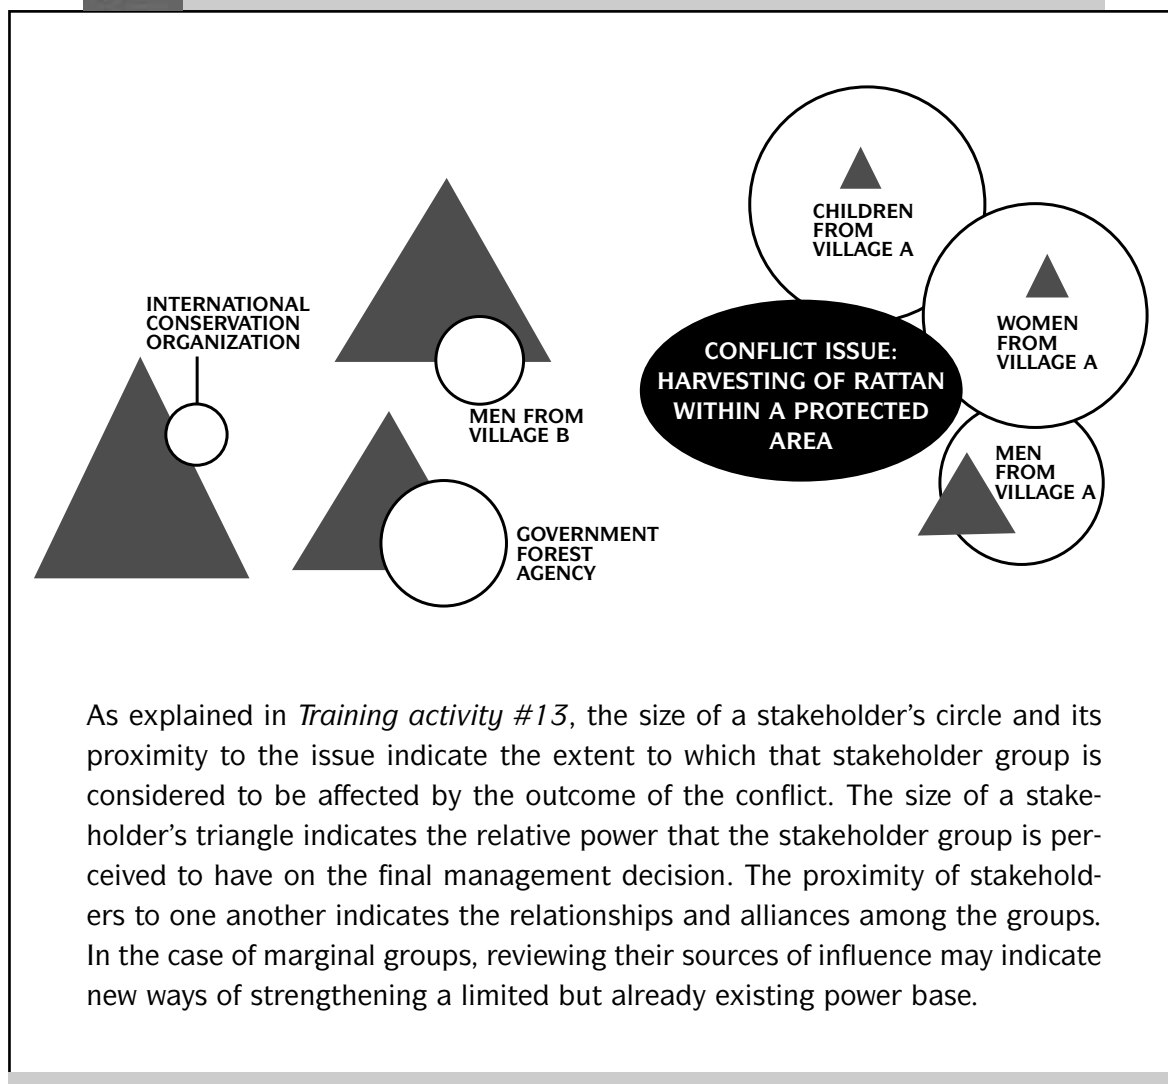 CHILDREN
FROM
VILLAGE A
INTERNATIONAL
CONSERVATION
ORGANIZATION
WOMEN
FROM
VILLAGE A
CONFLICT ISSUE:
HARVESTING OF RATTAN
WITHIN A PROTECTED
AREA
MEN FROM
VILLAGE B
MEN
FROM
VILLAGE A
GOVERNMENT
FOREST
AGENCY
As explained in Training activity #13, the size of a stakeholder’s circle and its
proximity to the issue indicate the extent to which that stakeholder group is
considered to be affected by the outcome of the conflict. The size of a stake-
holder’s triangle indicates the relative power that the stakeholder group is per-
ceived to have on the final management decision. The proximity of stakehold-
ers to one another indicates the relationships and alliances among the groups.
In the case of marginal groups, reviewing their sources of influence may indicate
new ways of strengthening a limited but already existing power base.